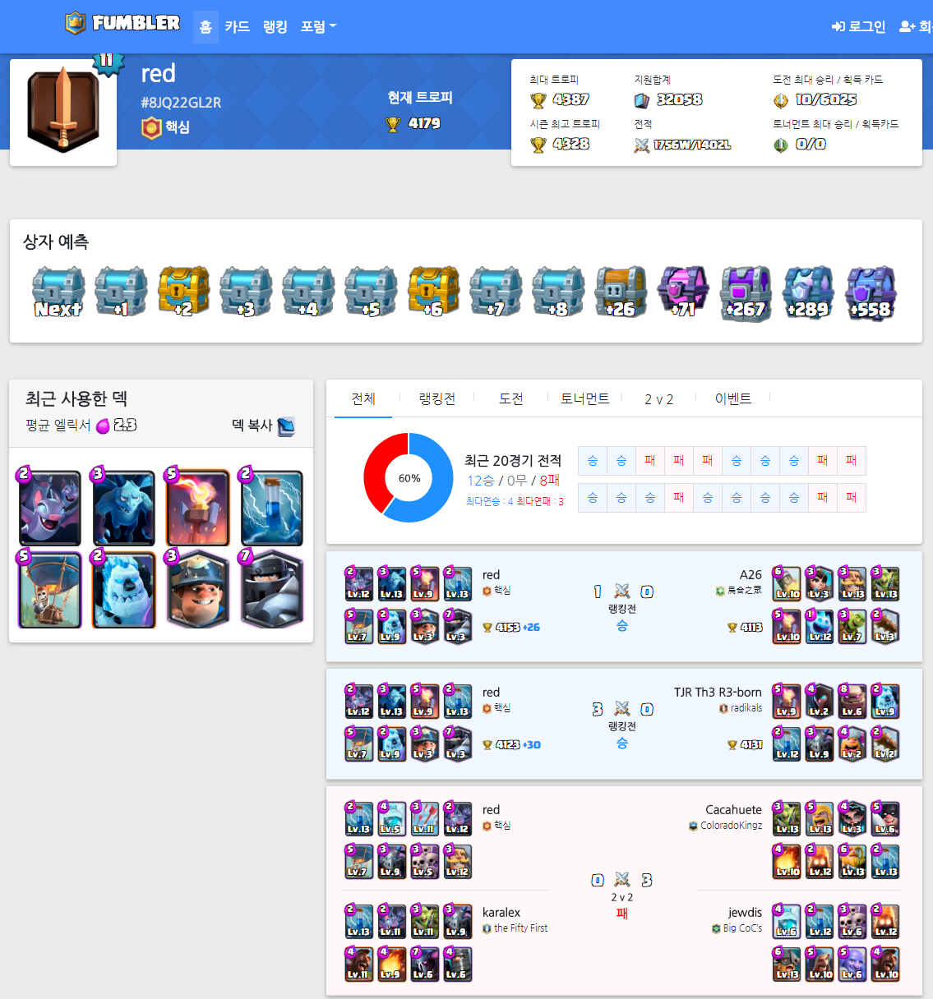 FUMBLER 홈 카드 랭킹 포럼 로그인
11
red
#8JQ22GL2R
핵심
현재 트로피
4179
최대 트로피 지원합계 도전 최대 승리 / 획득 카드
4387 32058 10/6025
시즌 최고 트로피 전적 토너먼트 최대 승리 / 획득카드
4328 1756W/1402L 0/0
상자 예측
Next +1 +2 +3 +4 +5 +6 +7 +8 +26 +71 +267 +289 +558
최근 사용한 덱
평균 엘릭서 2.3 덱 복사
2 3 5 2
5 2 3 7
전체 랭킹전 도전 토너먼트 2 v 2 이벤트
60%
최근 20경기 전적
12승 / 0무 / 8패
최다연승 : 4 최다연패 : 3
승 승 패 패 패 승 승 승 패 패
승 승 승 패 승 승 승 승 패 패
2 3 5 2
Lv.12 Lv.13 Lv.9 Lv.13
red
핵심
5 2 3 7
Lv.7 Lv.9 Lv.3 Lv.3
4153 +26
1 0
랭킹전
승
A26
烏合之眾
4113
6 3 3 3
Lv.10 Lv.3 Lv.13 Lv.13
5 1 3 2
Lv.10 Lv.12 Lv.7 Lv.3
2 3 5 2
Lv.12 Lv.13 Lv.9 Lv.13
red
핵심
5 2 3 7
Lv.7 Lv.9 Lv.3 Lv.3
4123 +30
3 0
랭킹전
승
TJR Th3 R3-born
radikals
4131
5 4 8 2
Lv.9 Lv.2 Lv.6 Lv.9
2 3 4 2
Lv.12 Lv.9 Lv.2 Lv.2
2 4 3 2
Lv.13 Lv.5 Lv.11 Lv.12
red
핵심
5 3 3 3
Lv.7 Lv.9 Lv.5 Lv.12
Cacahuete
ColoradoKingz
3 5 4 5
Lv.13 Lv.13 Lv.3 Lv.6
4 2 6 2
Lv.10 Lv.12 Lv.13 Lv.13
0 3
2 v 2
패
2 2 3 3
Lv.13 Lv.11 Lv.11 Lv.9
karalex
the Fifty First
4 4 7 4
Lv.11 Lv.9 Lv.6 Lv.6
jewdis
Big CoC's
4 2 3 2
Lv.6 Lv.12 Lv.6 Lv.12
6 5 5 4
Lv.13 Lv.10 Lv.6 Lv.10